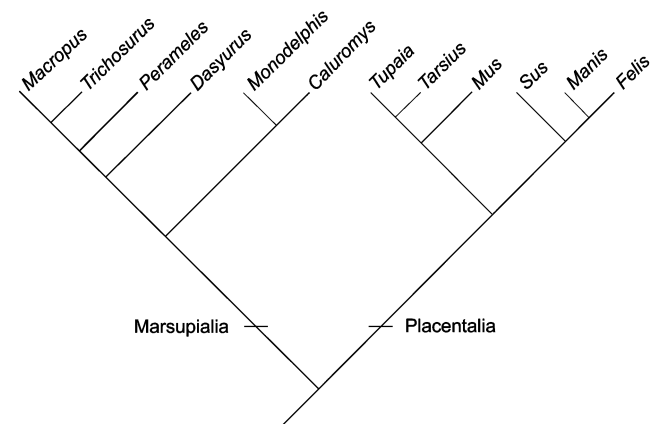 Macropus
Trichosurus
Perameles
Dasyurus
Monodelphis
Caluromys
Tupaia
Tarsius
Mus
Sus
Manis
Felis
Marsupialia
Placentalia